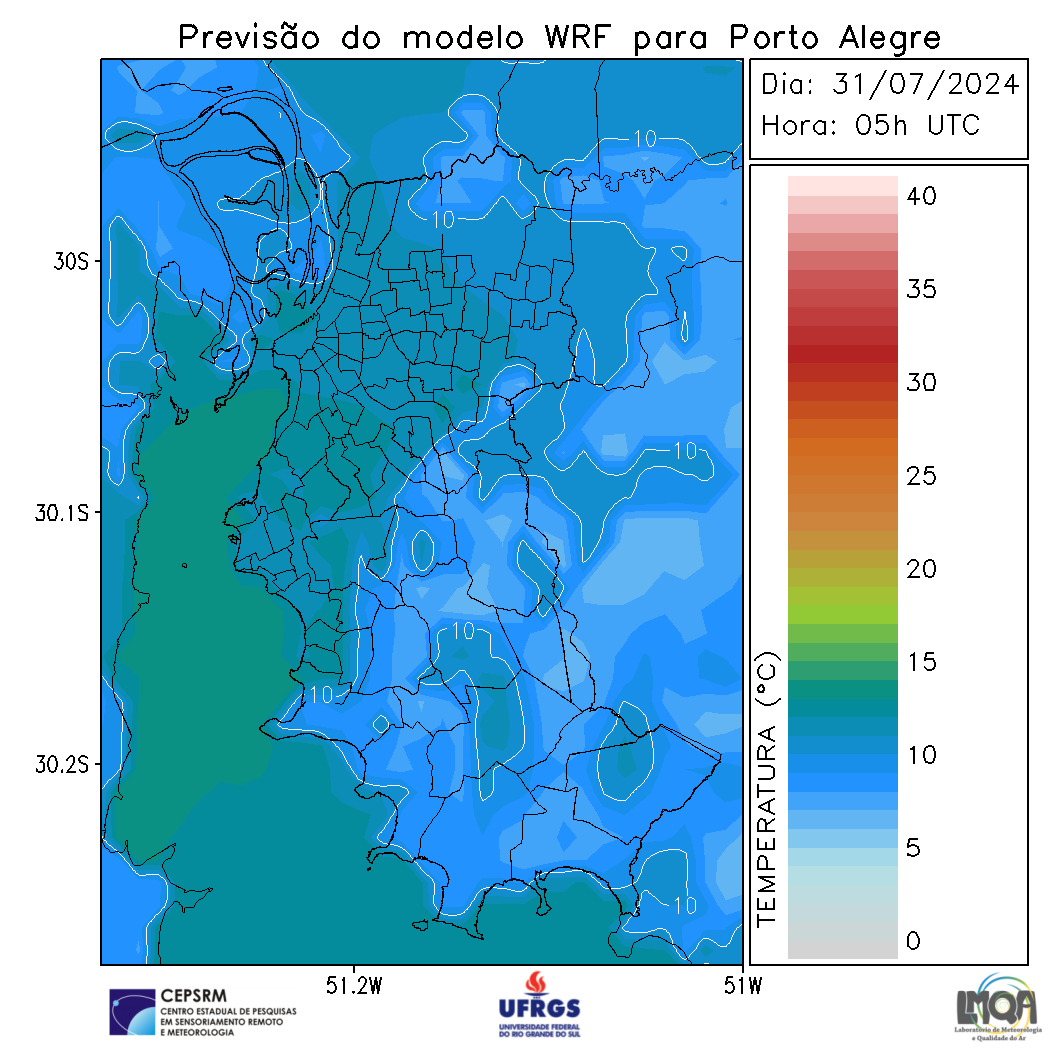 Previsão do modelo WRF para Porto Alegre
Dia: 31/07/2024
Hora: 05h UTC
40
35
30
25
20
15
10
5
0
TEMPERATURA (°C)
30S
30.1S
30.2S
51.2W
51W
10
10
10
10
10
10
CEPSRM
CENTRO ESTADUAL DE PESQUISAS
EM SENSORIAMENTO REMOTO
E METEOROLOGIA
UFRGS
UNIVERSIDADE FEDERAL
DO RIO GRANDE DO SUL
LMQA
Laboratório de Meteorologia
e Qualidade do Ar